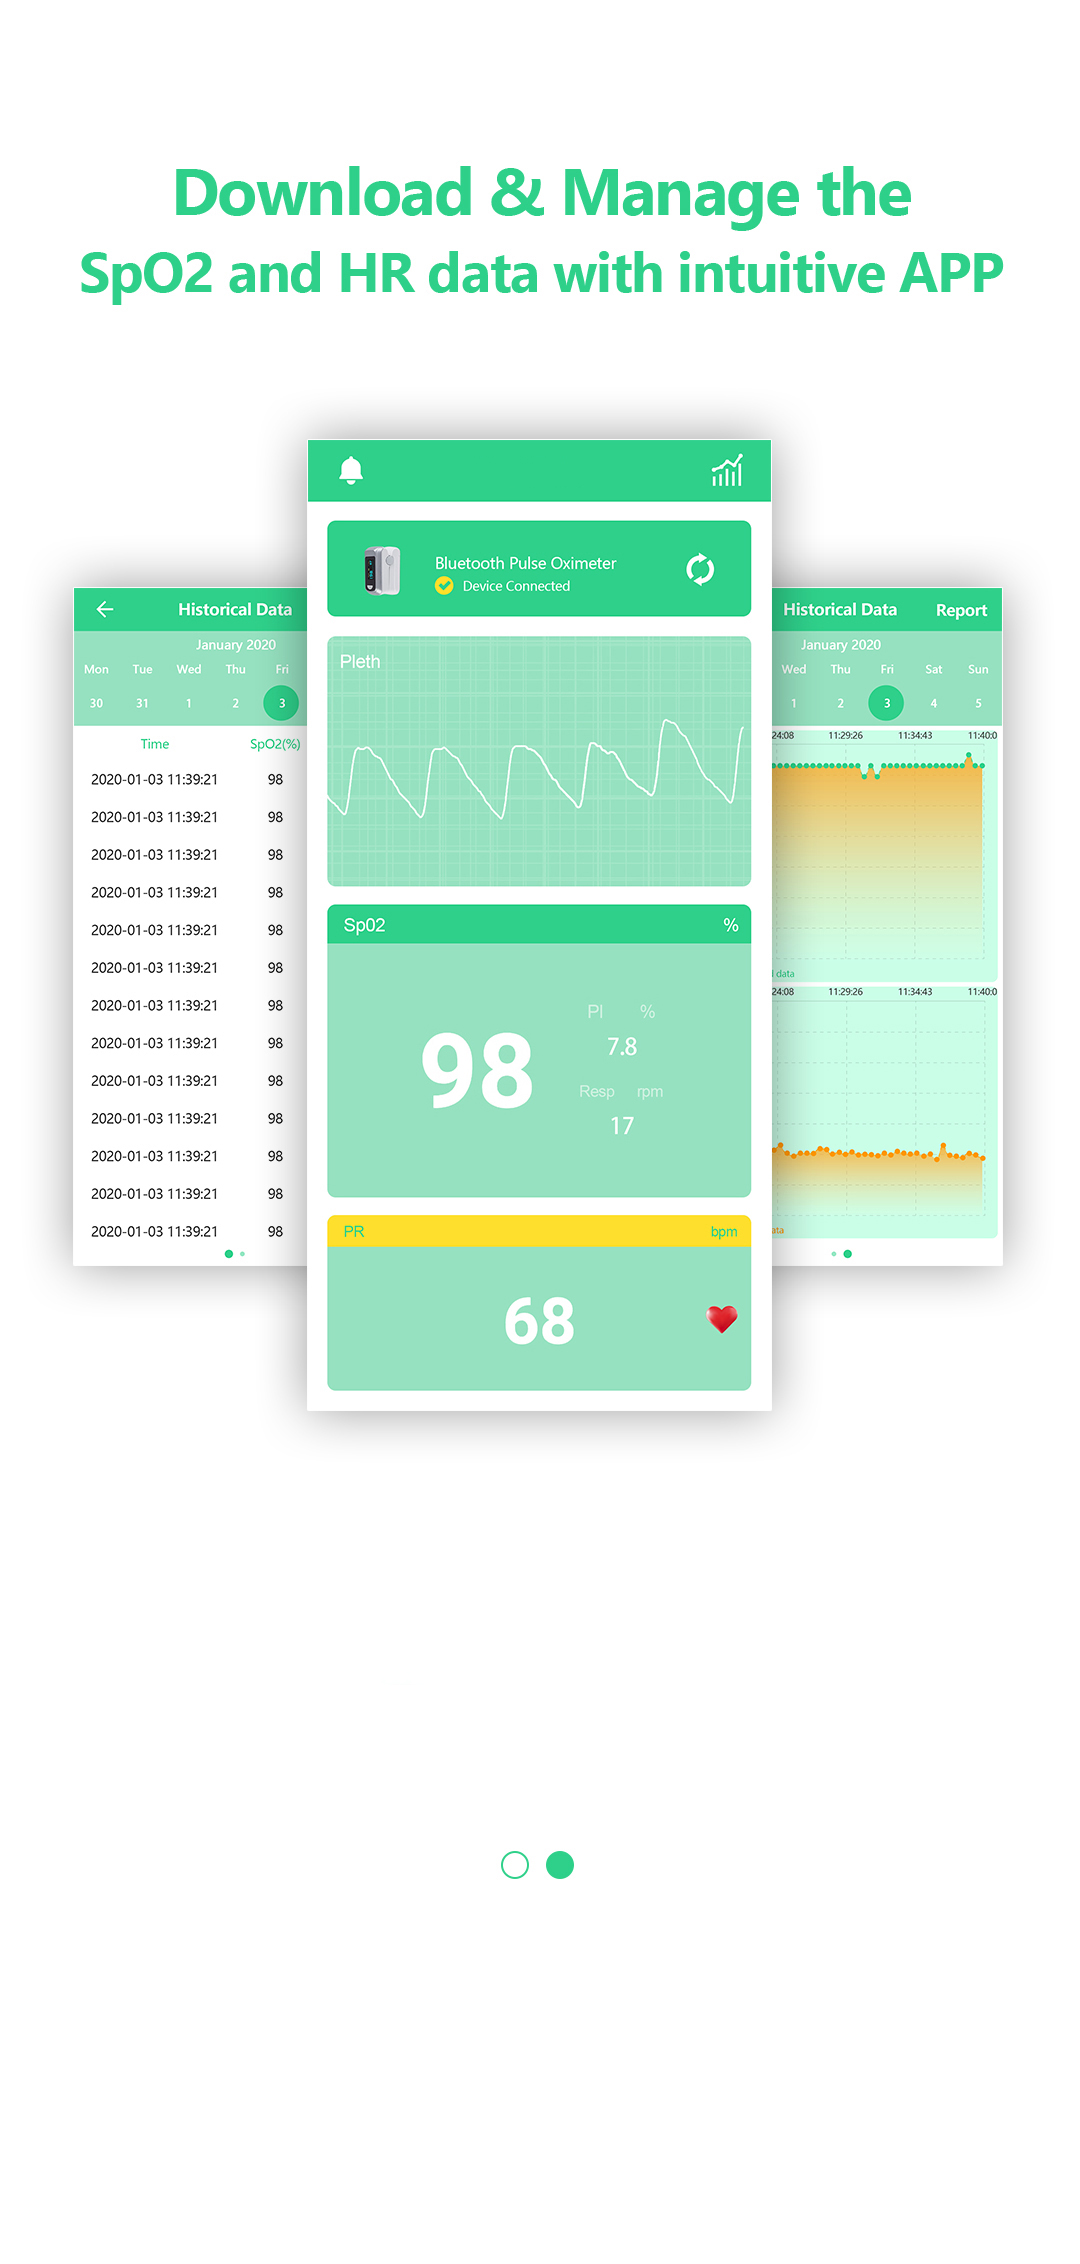 Download & Manage the
SpO2 and HR data with intuitive APP
Bluetooth Pulse Oximeter
Device Connected
Pleth
Sp02 %
PI %
98
7.8
Resp rpm
17
PR bpm
68
Historical Data
January 2020
Mon Tue Wed Thu Fri
30 31 1 2 3
Time SpO2(%)
2020-01-03 11:39:21 98
2020-01-03 11:39:21 98
2020-01-03 11:39:21 98
2020-01-03 11:39:21 98
2020-01-03 11:39:21 98
2020-01-03 11:39:21 98
2020-01-03 11:39:21 98
2020-01-03 11:39:21 98
2020-01-03 11:39:21 98
2020-01-03 11:39:21 98
2020-01-03 11:39:21 98
2020-01-03 11:39:21 98
2020-01-03 11:39:21 98
Historical Data Report
January 2020
Wed Thu Fri Sat Sun
1 2 3 4 5
24:08 11:29:26 11:34:43 11:40:0
data
24:08 11:29:26 11:34:43 11:40:0
ata